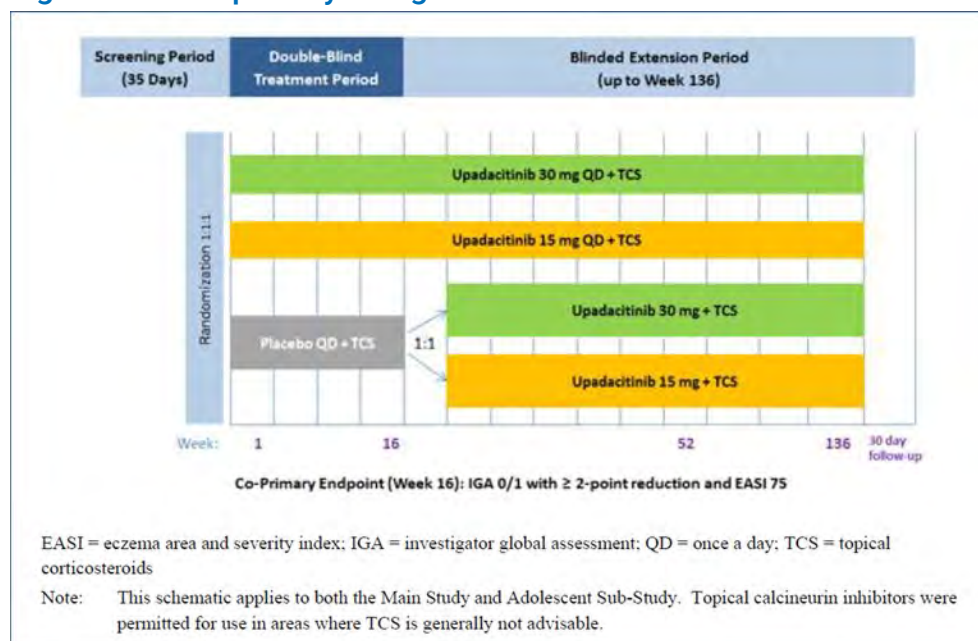 Screening Period
(35 Days)
Double-Blind
Treatment Period
Blinded Extension Period
(up to Week 136)
Randomization 1:1:1
Upadacitinib 30 mg QD + TCS
Upadacitinib 15 mg QD + TCS
Placebo QD + TCS
1:1
Upadacitinib 30 mg + TCS
Upadacitinib 15 mg + TCS
Week:
1
16
52
136
30 day
follow-up
Co-Primary Endpoint (Week 16): IGA 0/1 with ≥ 2-point reduction and EASI 75
EASI = eczema area and severity index; IGA = investigator global assessment; QD = once a day; TCS = topical
corticosteroids
Note: This schematic applies to both the Main Study and Adolescent Sub-Study. Topical calcineurin inhibitors were
permitted for use in areas where TCS is generally not advisable.